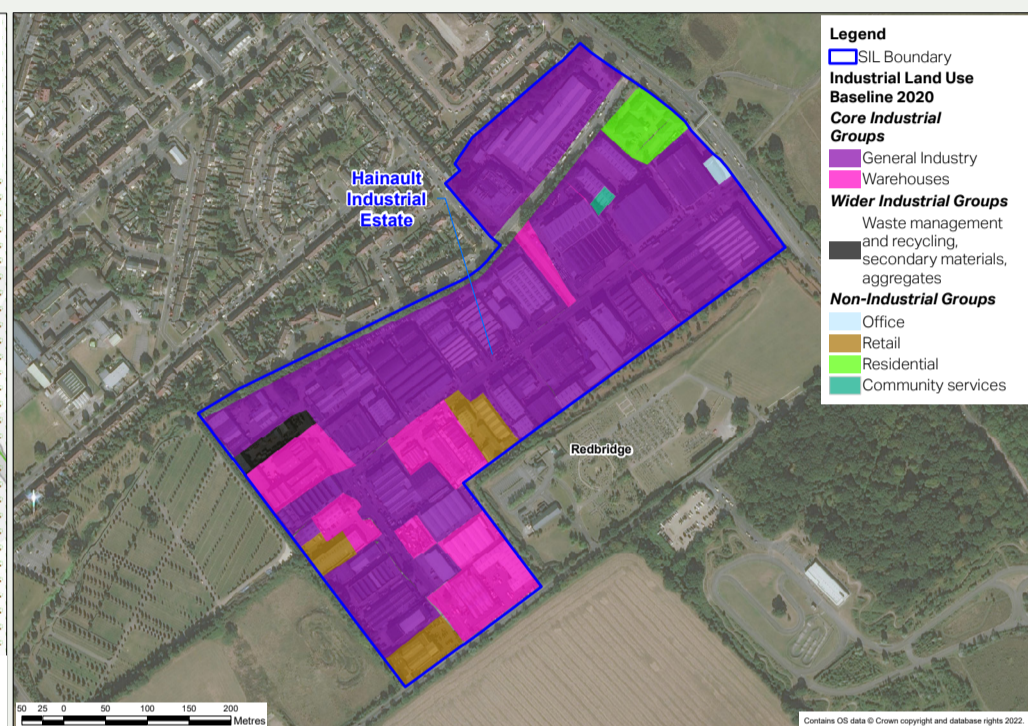 Legend
SIL Boundary
Industrial Land Use
Baseline 2020
Core Industrial
Groups
General Industry
Warehouses
Wider Industrial Groups
Waste management
and recycling,
secondary materials,
aggregates
Non-Industrial Groups
Office
Retail
Residential
Community services
Hainault
Industrial
Estate
Redbridge
50 25 0 50 100 150 200
Metres
Contains OS data © Crown copyright and database rights 2022.